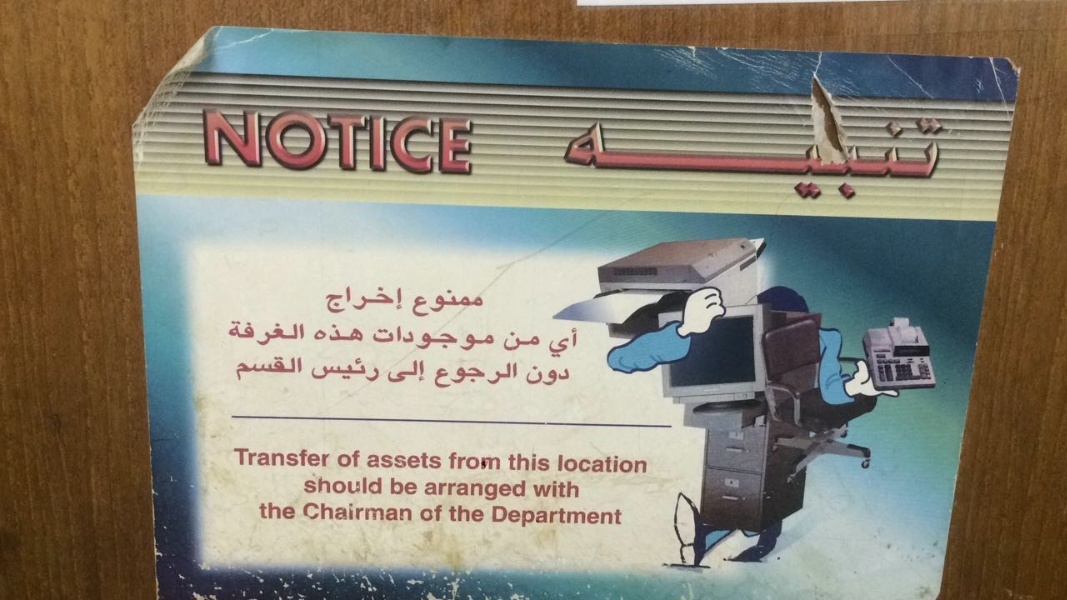 NOTICE
تنبيه
ممنوع إخراج
أي من موجودات هذه الغرفة
دون الرجوع إلى رئيس القسم
Transfer of assets from this location
should be arranged with
the Chairman of the Department